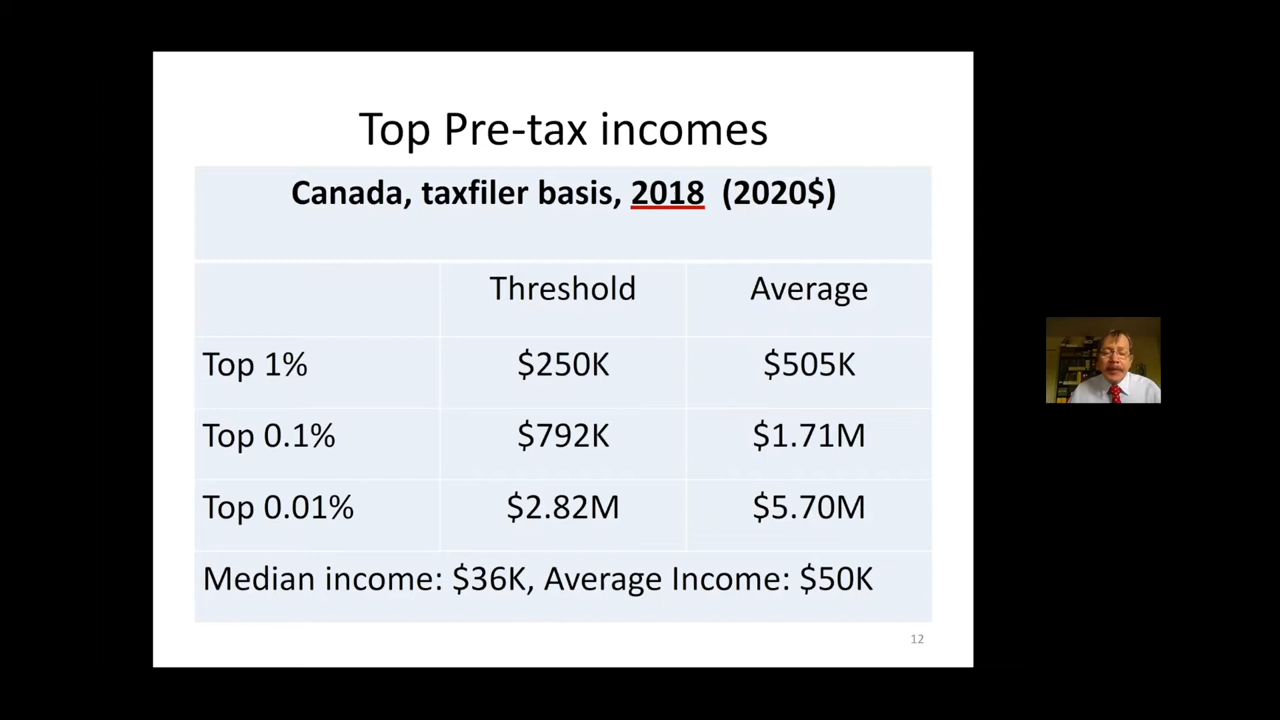 Top Pre-tax incomes
Canada, taxfiler basis, 2018 (2020$)
Threshold Average
Top 1% $250K $505K
Top 0.1% $792K $1.71M
Top 0.01% $2.82M $5.70M
Median income: $36K, Average Income: $50K
12